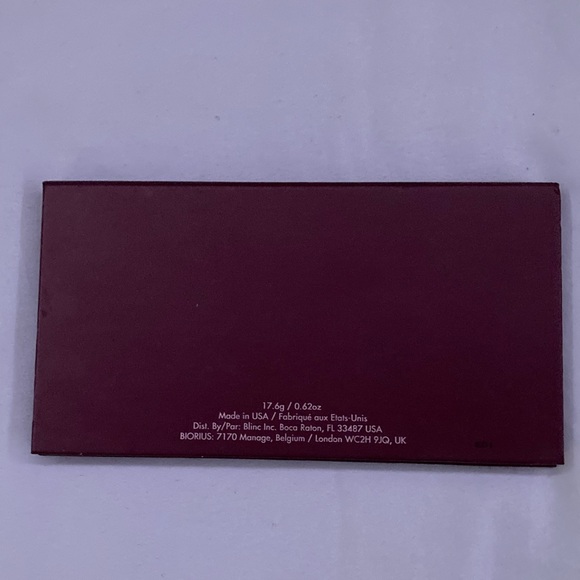 17.6g / 0.62oz
Made in USA / Fabriqué aux Etats-Unis
Dist. By/Par: Blinc Inc. Boca Raton, FL 33487 USA
BIORIUS: 7170 Manage, Belgium / London WC2H 9JQ, UK